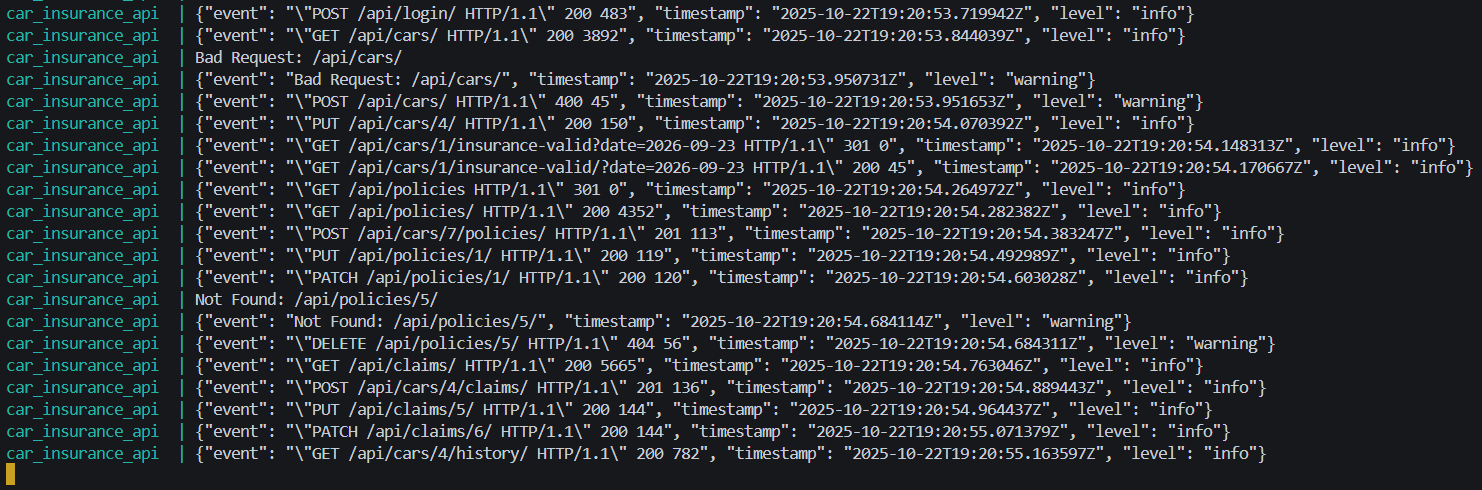 car_insurance_api | {"event": "\"POST /api/login/ HTTP/1.1\" 200 483", "timestamp": "2025-10-22T19:20:53.719942Z", "level": "info"}
car_insurance_api | {"event": "\"GET /api/cars/ HTTP/1.1\" 200 3892", "timestamp": "2025-10-22T19:20:53.844039Z", "level": "info"}
car_insurance_api | Bad Request: /api/cars/
car_insurance_api | {"event": "Bad Request: /api/cars/", "timestamp": "2025-10-22T19:20:53.950731Z", "level": "warning"}
car_insurance_api | {"event": "\"POST /api/cars/ HTTP/1.1\" 400 45", "timestamp": "2025-10-22T19:20:53.951653Z", "level": "warning"}
car_insurance_api | {"event": "\"PUT /api/cars/4/ HTTP/1.1\" 200 150", "timestamp": "2025-10-22T19:20:54.070392Z", "level": "info"}
car_insurance_api | {"event": "\"GET /api/cars/1/insurance-valid?date=2026-09-23 HTTP/1.1\" 301 0", "timestamp": "2025-10-22T19:20:54.148313Z", "level": "info"}
car_insurance_api | {"event": "\"GET /api/cars/1/insurance-valid/?date=2026-09-23 HTTP/1.1\" 200 45", "timestamp": "2025-10-22T19:20:54.170667Z", "level": "info"}
car_insurance_api | {"event": "\"GET /api/policies HTTP/1.1\" 301 0", "timestamp": "2025-10-22T19:20:54.264972Z", "level": "info"}
car_insurance_api | {"event": "\"GET /api/policies/ HTTP/1.1\" 200 4352", "timestamp": "2025-10-22T19:20:54.282382Z", "level": "info"}
car_insurance_api | {"event": "\"POST /api/cars/7/policies/ HTTP/1.1\" 201 113", "timestamp": "2025-10-22T19:20:54.383247Z", "level": "info"}
car_insurance_api | {"event": "\"PUT /api/policies/1/ HTTP/1.1\" 200 119", "timestamp": "2025-10-22T19:20:54.492989Z", "level": "info"}
car_insurance_api | {"event": "\"PATCH /api/policies/1/ HTTP/1.1\" 200 120", "timestamp": "2025-10-22T19:20:54.603028Z", "level": "info"}
car_insurance_api | Not Found: /api/policies/5/
car_insurance_api | {"event": "Not Found: /api/policies/5/", "timestamp": "2025-10-22T19:20:54.684114Z", "level": "warning"}
car_insurance_api | {"event": "\"DELETE /api/policies/5/ HTTP/1.1\" 404 56", "timestamp": "2025-10-22T19:20:54.684311Z", "level": "warning"}
car_insurance_api | {"event": "\"GET /api/claims/ HTTP/1.1\" 200 5665", "timestamp": "2025-10-22T19:20:54.763046Z", "level": "info"}
car_insurance_api | {"event": "\"POST /api/cars/4/claims/ HTTP/1.1\" 201 136", "timestamp": "2025-10-22T19:20:54.889443Z", "level": "info"}
car_insurance_api | {"event": "\"PUT /api/claims/5/ HTTP/1.1\" 200 144", "timestamp": "2025-10-22T19:20:54.964437Z", "level": "info"}
car_insurance_api | {"event": "\"PATCH /api/claims/6/ HTTP/1.1\" 200 144", "timestamp": "2025-10-22T19:20:55.071379Z", "level": "info"}
car_insurance_api | {"event": "\"GET /api/cars/4/history/ HTTP/1.1\" 200 782", "timestamp": "2025-10-22T19:20:55.163597Z", "level": "info"}